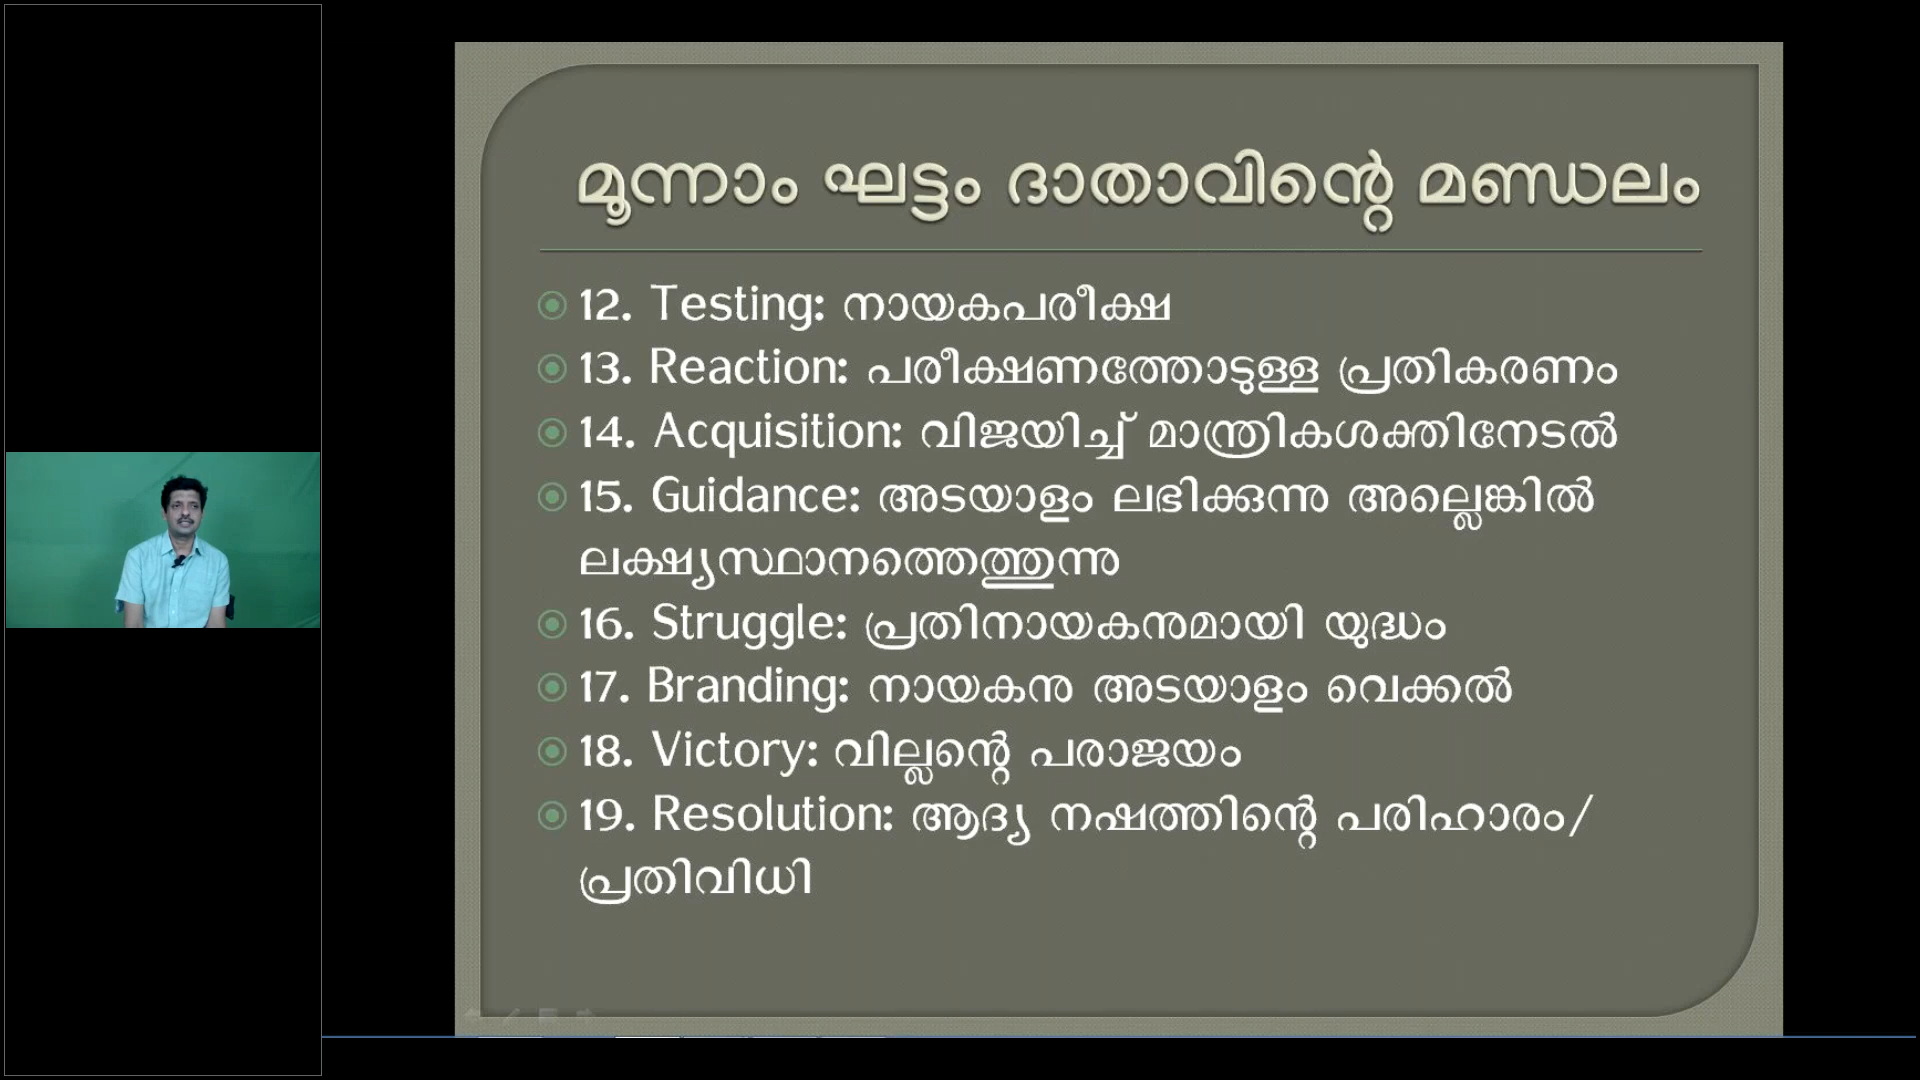 മൂന്നാം ഘട്ടം ദാതാവിന്റെ മണ്ഡലം
12. Testing: നായകപരീക്ഷ
13. Reaction: പരീക്ഷണത്തോടുള്ള പ്രതികരണം
14. Acquisition: വിജയിച്ച് മാന്ത്രികശക്തിനേടൽ
15. Guidance: അടയാളം ലഭിക്കുന്നു അല്ലെങ്കിൽ
ലക്ഷ്യസ്ഥാനത്തെത്തുന്നു
16. Struggle: പ്രതിനായകനുമായി യുദ്ധം
17. Branding: നായകനു അടയാളം വെക്കൽ
18. Victory: വില്ലന്റെ പരാജയം
19. Resolution: ആദ്യ നഷത്തിന്റെ പരിഹാരം/
പ്രതിവിധി